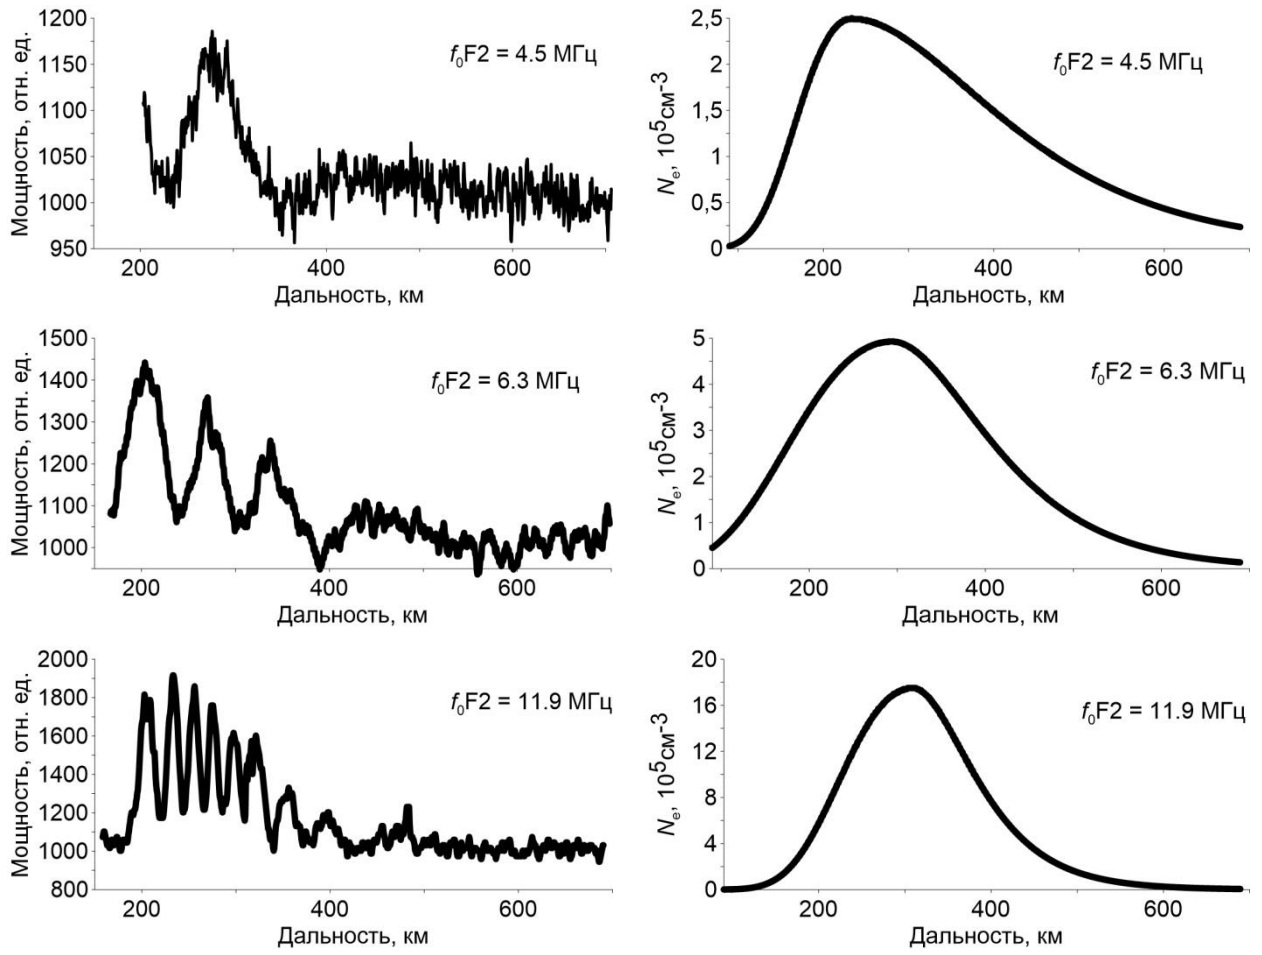 1200
1150
1100
1050
1000
950
Мощность, отн. ед.
f0F2 = 4.5 МГц
200 400 600
Дальность, км
2,5
2
1,5
1
0,5
0
Ne, 10^5см-3
f0F2 = 4.5 МГц
200 400 600
Дальность, км
1500
1400
1300
1200
1100
1000
Мощность, отн. ед.
f0F2 = 6.3 МГц
200 400 600
Дальность, км
5
4
3
2
1
0
Ne, 10^5см-3
f0F2 = 6.3 МГц
200 400 600
Дальность, км
2000
1800
1600
1400
1200
1000
800
Мощность, отн. ед.
f0F2 = 11.9 МГц
200 400 600
Дальность, км
20
16
12
8
4
0
Ne, 10^5см-3
f0F2 = 11.9 МГц
200 400 600
Дальность, км